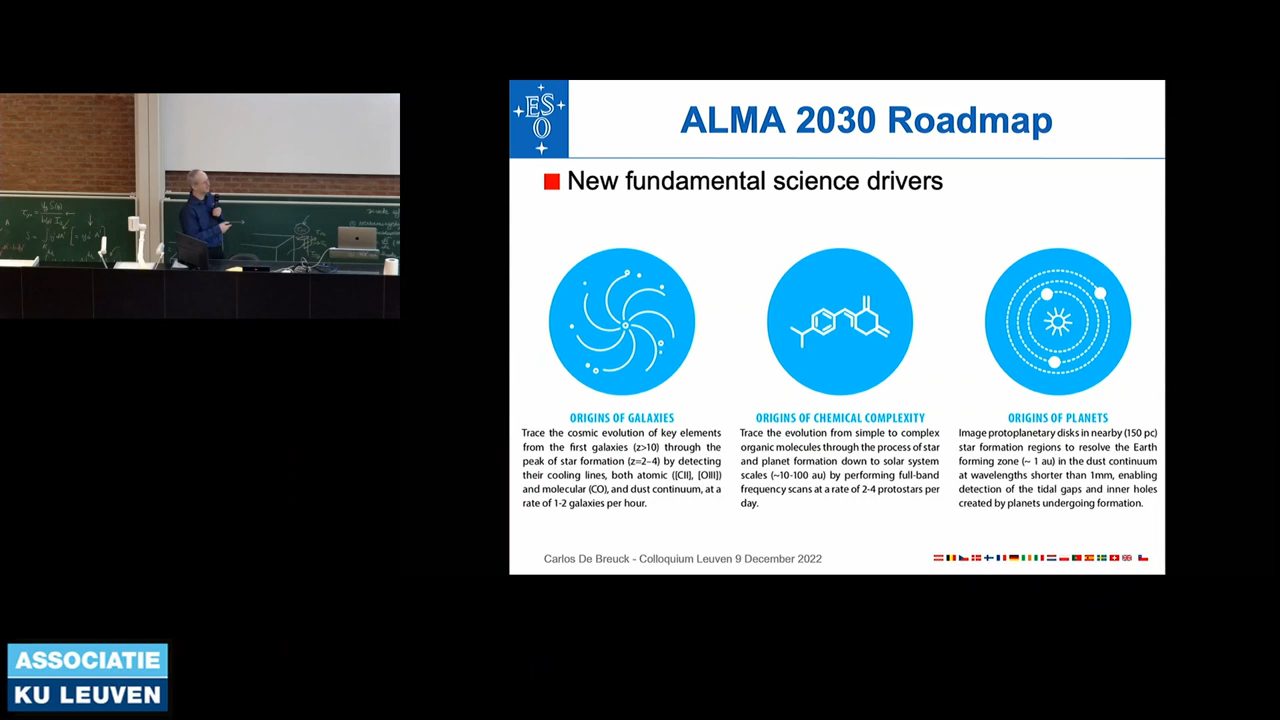 ESO
ALMA 2030 Roadmap
New fundamental science drivers
ORIGINS OF GALAXIES
Trace the cosmic evolution of key elements
from the first galaxies (z>10) through the
peak of star formation (z=2–4) by detecting
their cooling lines, both atomic ([CII], [OIII])
and molecular (CO), and dust continuum, at a
rate of 1-2 galaxies per hour.
ORIGINS OF CHEMICAL COMPLEXITY
Trace the evolution from simple to complex
organic molecules through the process of star
and planet formation down to solar system
scales (~10-100 au) by performing full-band
frequency scans at a rate of 2-4 protostars per
day.
ORIGINS OF PLANETS
Image protoplanetary disks in nearby (150 pc)
star formation regions to resolve the Earth
forming zone (~ 1 au) in the dust continuum
at wavelengths shorter than 1mm, enabling
detection of the tidal gaps and inner holes
created by planets undergoing formation.
Carlos De Breuck - Colloquium Leuven 9 December 2022
ASSOCIATIE
KU LEUVEN